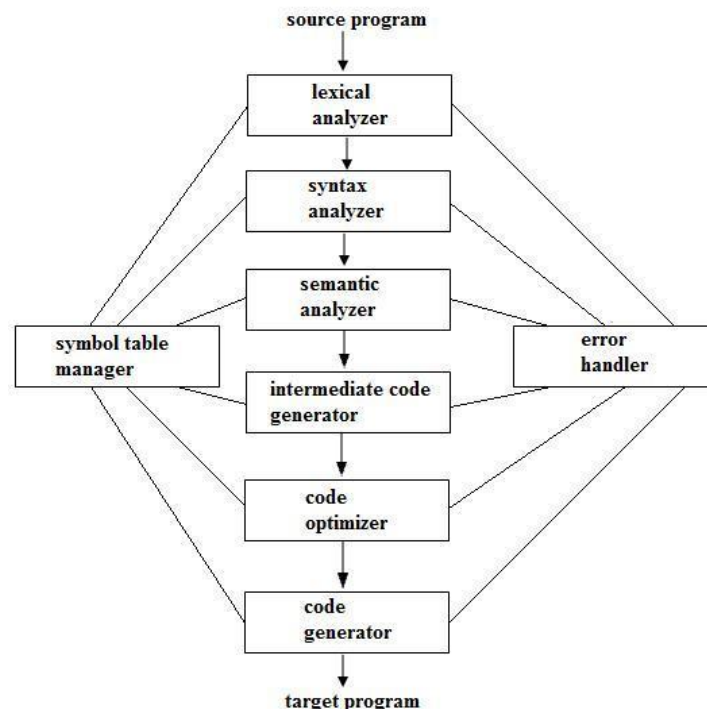 source program
lexical
analyzer
syntax
analyzer
semantic
analyzer
symbol table
manager
error
handler
intermediate code
generator
code
optimizer
code
generator
target program